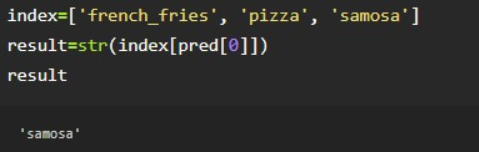 index=['french_fries', 'pizza', 'samosa']
result=str(index[pred[0]])
result
'samosa'